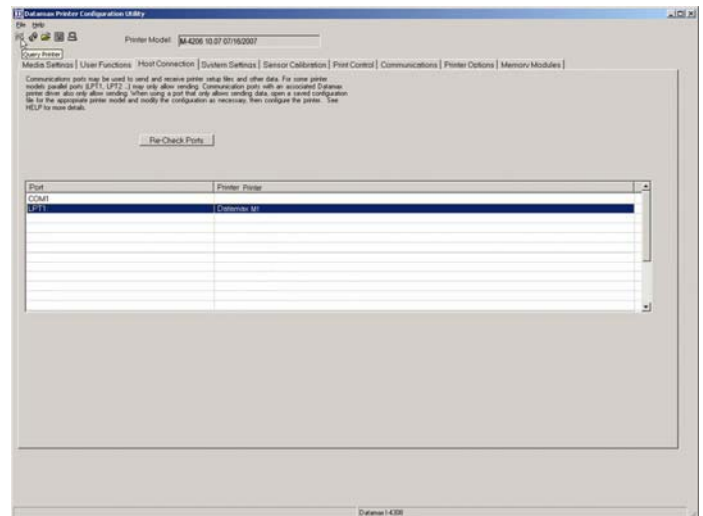 Datamax Printer Configuration Utility
File Help
Printer Model: M-4206 10.07 07/16/2007
Query Printer
Media Settings | User Functions | Host Connection | System Settings | Sensor Calibration | Print Control | Communications | Printer Options | Memory Modules |
Communications ports may be used to send and receive printer setup files and other data. For some printer
models parallel ports (LPT1, LPT2 ..) may only allow sending. Communication ports with an associated Datamax
printer driver also only allow sending. When using a port that only allows sending data, open a saved configuration
file for the appropriate printer model and modify the configuration as necessary, then configure the printer. See
HELP for more details.
Re-Check Ports
Port Printer Printer
COM1
LPT1: Datamax M1
Datamax I-4308